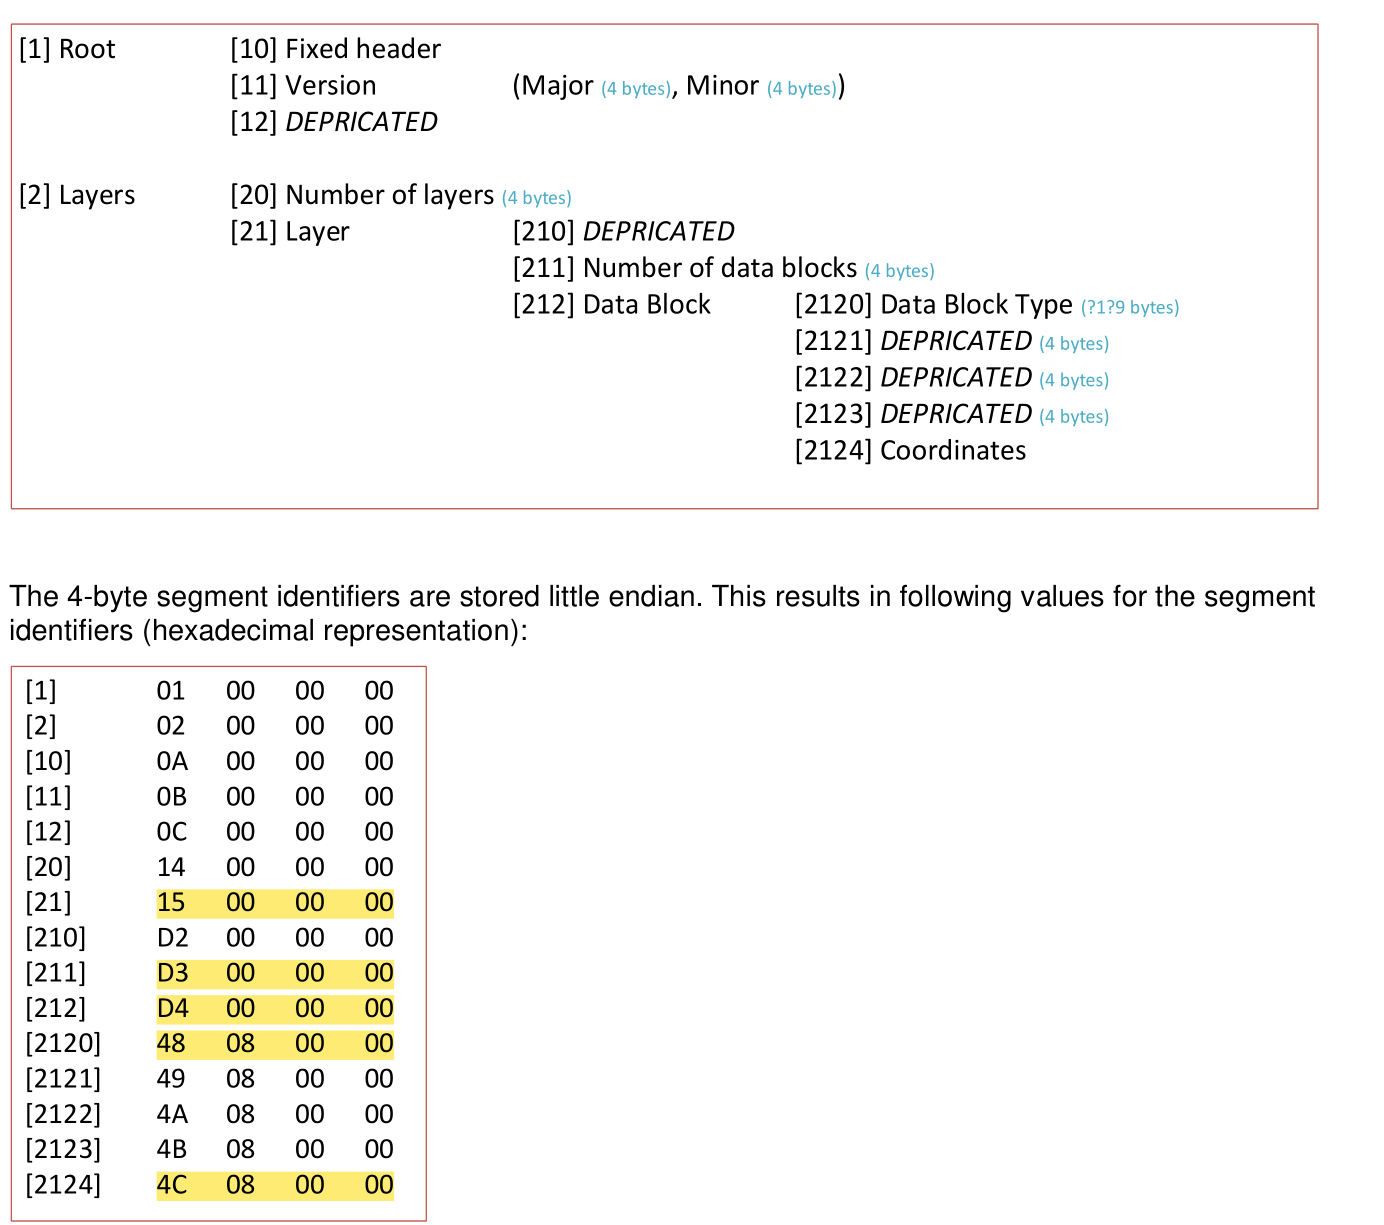 [1] Root [10] Fixed header
[11] Version (Major (4 bytes), Minor (4 bytes))
[12] DEPRICATED
[2] Layers [20] Number of layers (4 bytes)
[21] Layer [210] DEPRICATED
[211] Number of data blocks (4 bytes)
[212] Data Block [2120] Data Block Type (?1?9 bytes)
[2121] DEPRICATED (4 bytes)
[2122] DEPRICATED (4 bytes)
[2123] DEPRICATED (4 bytes)
[2124] Coordinates
The 4-byte segment identifiers are stored little endian. This results in following values for the segment
identifiers (hexadecimal representation):
[1] 01 00 00 00
[2] 02 00 00 00
[10] 0A 00 00 00
[11] 0B 00 00 00
[12] 0C 00 00 00
[20] 14 00 00 00
[21] 15 00 00 00
[210] D2 00 00 00
[211] D3 00 00 00
[212] D4 00 00 00
[2120] 48 08 00 00
[2121] 49 08 00 00
[2122] 4A 08 00 00
[2123] 4B 08 00 00
[2124] 4C 08 00 00